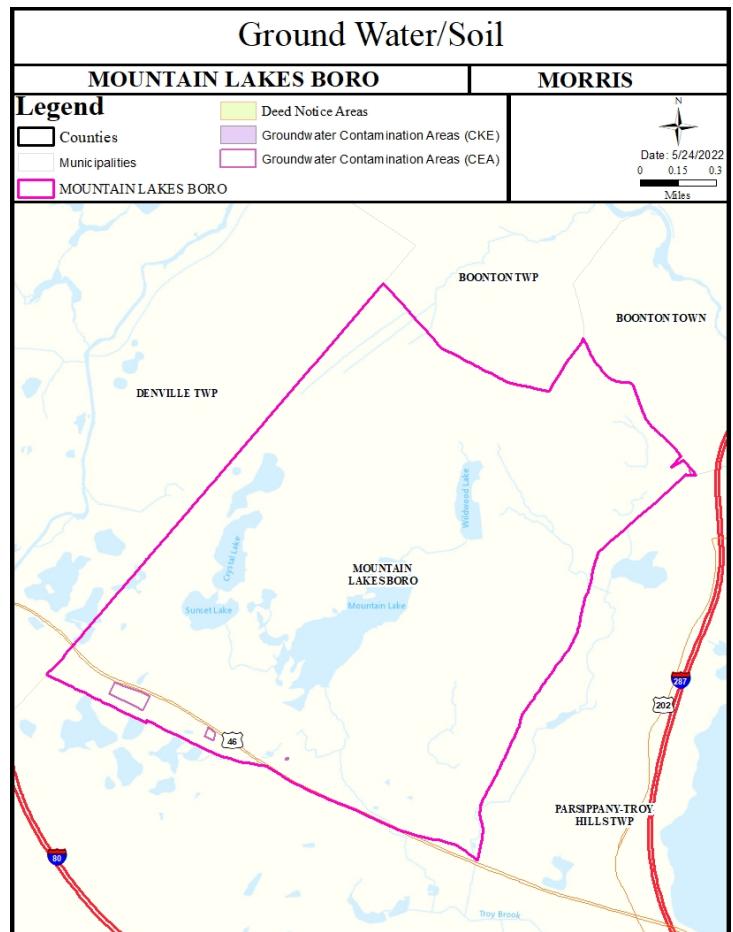 Ground Water/Soil
MOUNTAIN LAKES BORO
MORRIS
Legend
Counties
Municipalities
MOUNTAIN LAKES BORO
Deed Notice Areas
Groundwater Contamination Areas (CKE)
Groundwater Contamination Areas (CEA)
N
Date: 5/24/2022
0 0.15 0.3
Miles
BOONTON TWP
BOONTON TOWN
DENVILLE TWP
Wildwood Lake
Crystal Lake
MOUNTAIN
LAKES BORO
Mountain Lake
Sunset Lake
287
202
46
PARSIPPANY-TROY
HILLS TWP
80
Troy Brook